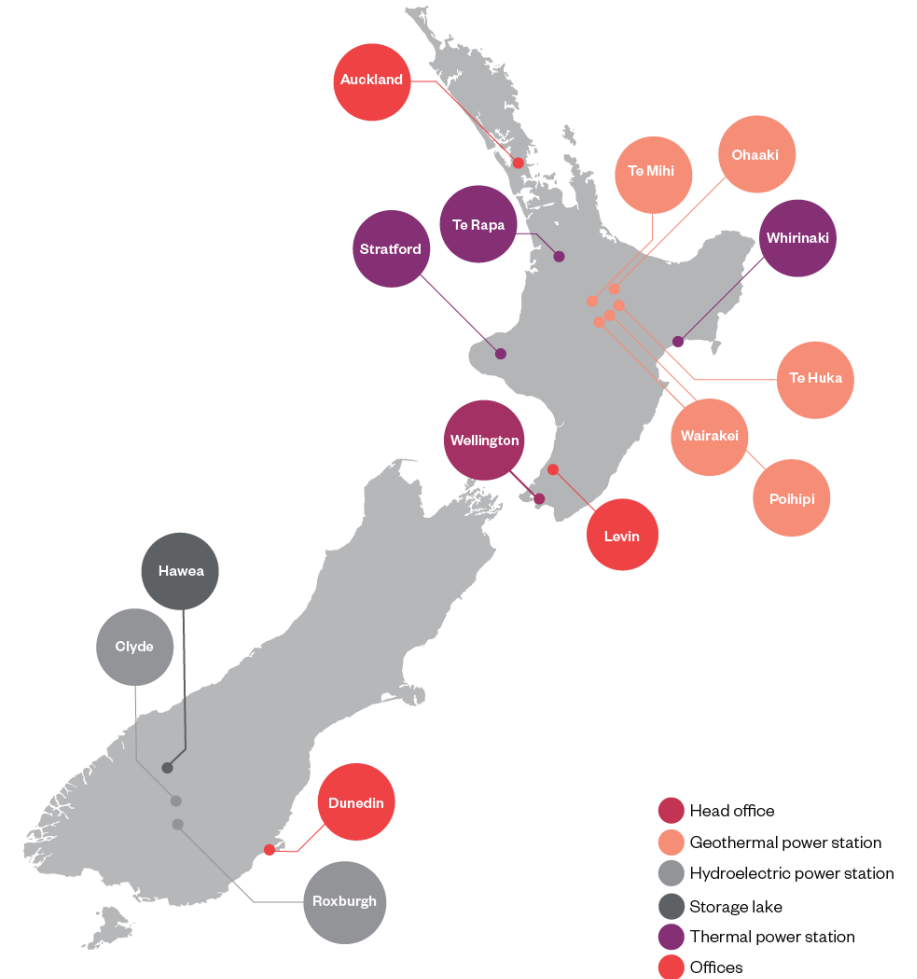 Auckland
Ohaaki
Te Mihi
Te Rapa
Whirinaki
Stratford
Te Huka
Wairakei
Wellington
Poihipi
Levin
Hawea
Clyde
Dunedin
Roxburgh
Head office
Geothermal power station
Hydroelectric power station
Storage lake
Thermal power station
Offices